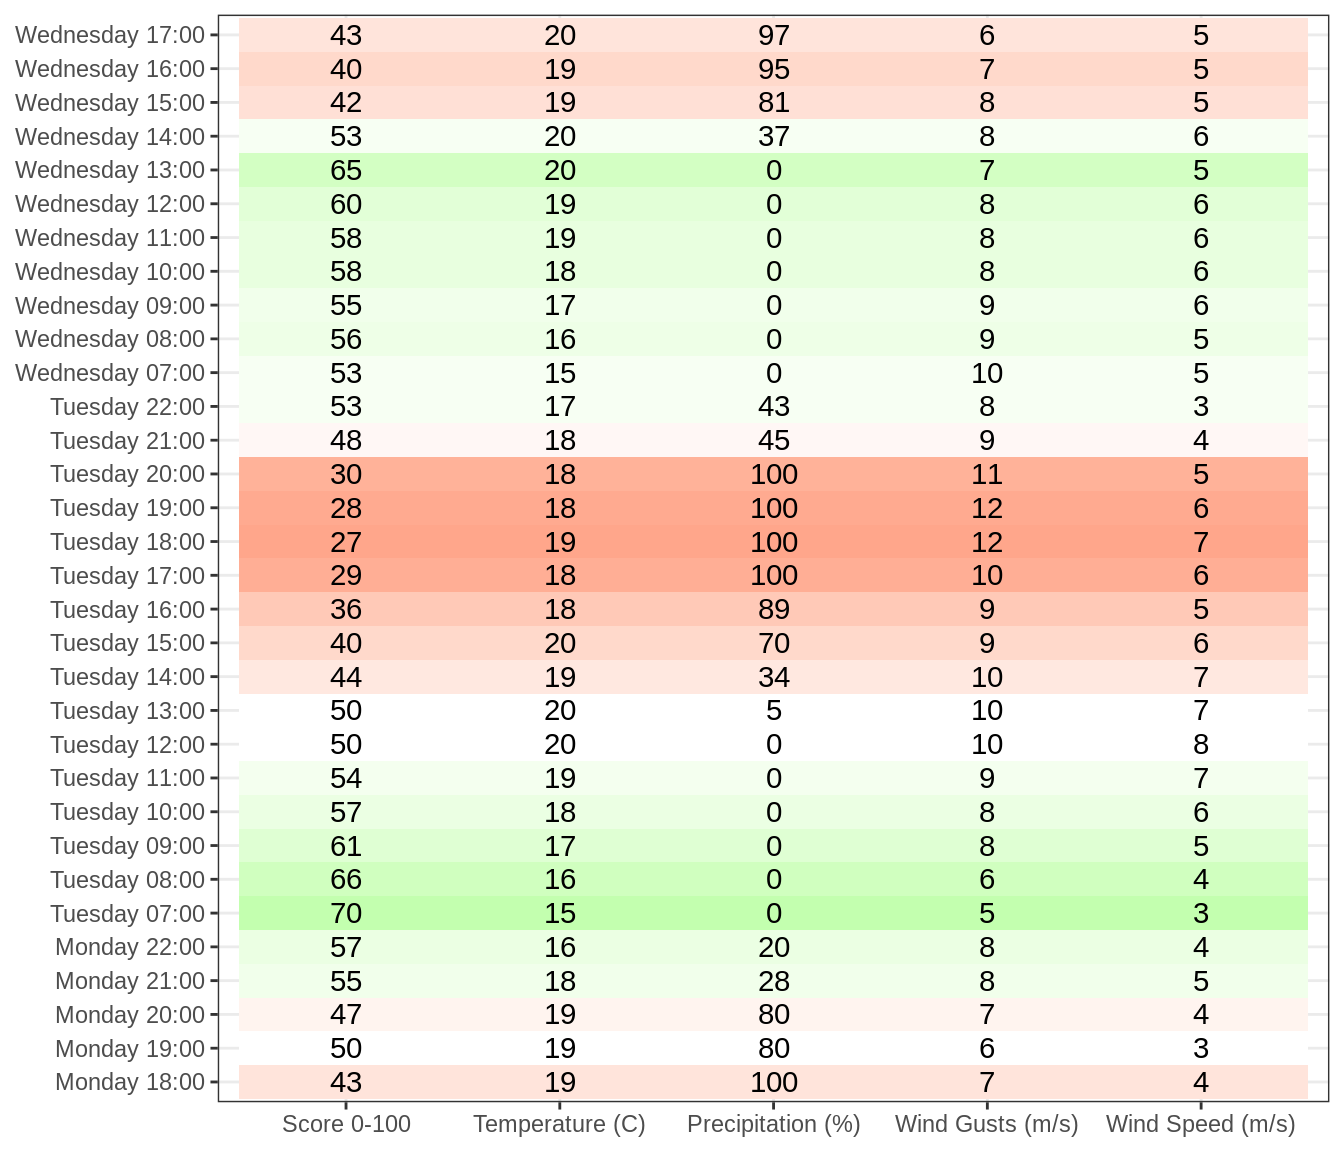 Wednesday 17:00 43 20 97 6 5
Wednesday 16:00 40 19 95 7 5
Wednesday 15:00 42 19 81 8 5
Wednesday 14:00 53 20 37 8 6
Wednesday 13:00 65 20 0 7 5
Wednesday 12:00 60 19 0 8 6
Wednesday 11:00 58 19 0 8 6
Wednesday 10:00 58 18 0 8 6
Wednesday 09:00 55 17 0 9 6
Wednesday 08:00 56 16 0 9 5
Wednesday 07:00 53 15 0 10 5
Tuesday 22:00 53 17 43 8 3
Tuesday 21:00 48 18 45 9 4
Tuesday 20:00 30 18 100 11 5
Tuesday 19:00 28 18 100 12 6
Tuesday 18:00 27 19 100 12 7
Tuesday 17:00 29 18 100 10 6
Tuesday 16:00 36 18 89 9 5
Tuesday 15:00 40 20 70 9 6
Tuesday 14:00 44 19 34 10 7
Tuesday 13:00 50 20 5 10 7
Tuesday 12:00 50 20 0 10 8
Tuesday 11:00 54 19 0 9 7
Tuesday 10:00 57 18 0 8 6
Tuesday 09:00 61 17 0 8 5
Tuesday 08:00 66 16 0 6 4
Tuesday 07:00 70 15 0 5 3
Monday 22:00 57 16 20 8 4
Monday 21:00 55 18 28 8 5
Monday 20:00 47 19 80 7 4
Monday 19:00 50 19 80 6 3
Monday 18:00 43 19 100 7 4
Score 0-100 Temperature (C) Precipitation (%) Wind Gusts (m/s) Wind Speed (m/s)